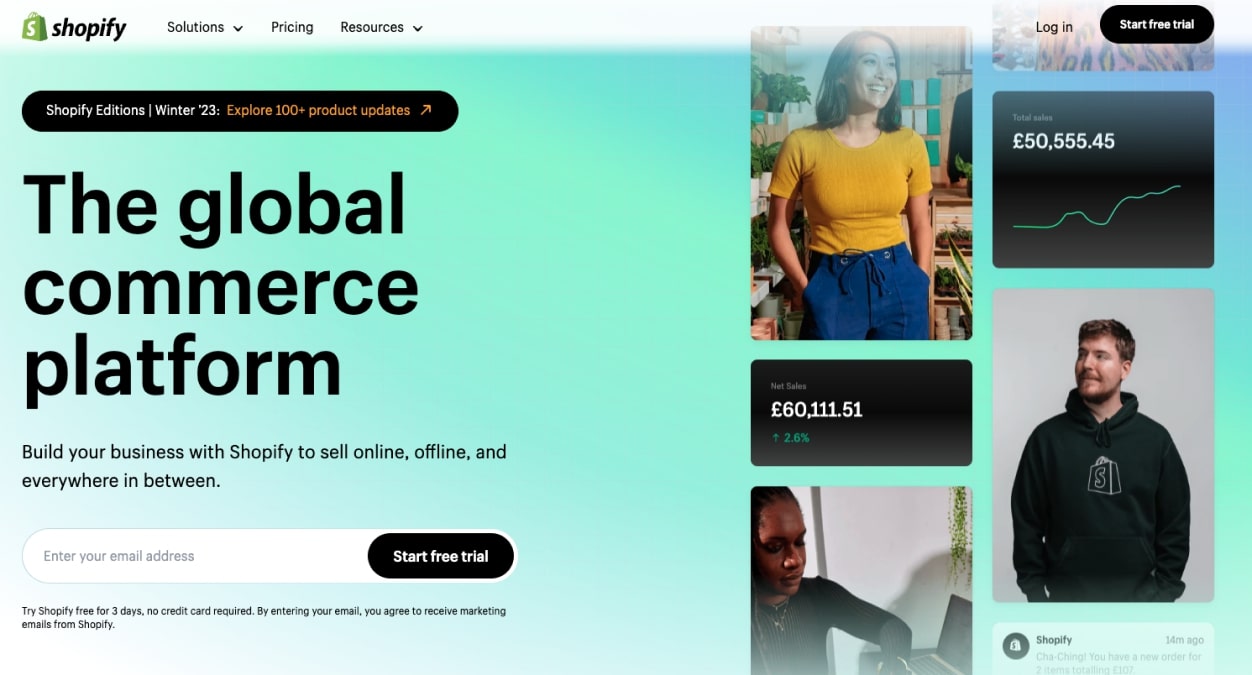 shopify
Solutions
Pricing
Resources
Log in
Start free trial
Shopify Editions | Winter '23: Explore 100+ product updates
The global
commerce
platform
Build your business with Shopify to sell online, offline, and
everywhere in between.
Enter your email address
Start free trial
Try Shopify free for 3 days, no credit card required. By entering your email, you agree to receive marketing
emails from Shopify.
Net Sales
£60,111.51
↑ 2.6%
Total sales
£50,555.45
S
Shopify
14m ago
Cha-Ching! You have a new order for
2 items totalling £107.